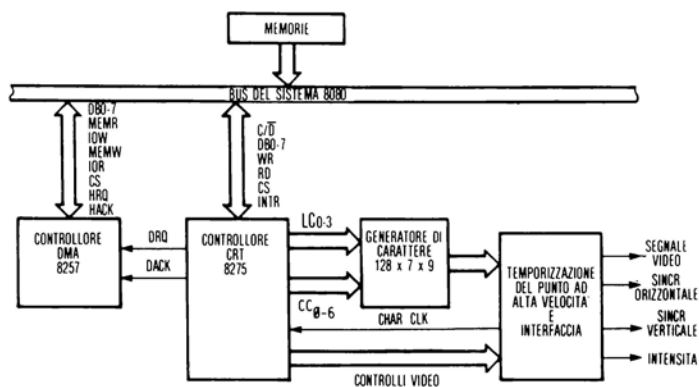 MEMORIE
BUS DEL SISTEMA 8080
DB0-7
MEMR
IOW
MEMW
IOR
CS
HRQ
HACK
C/D̅
DB0-7
WR
RD
CS
INTR
CONTROLLORE
DMA
8257
DRQ
DACK
CONTROLLORE
CRT
8275
LC0-3
CC0-6
GENERATORE DI
CARATTERE
128 x 7 x 9
CHAR CLK
CONTROLLI VIDEO
TEMPORIZZAZIONE
DEL PUNTO AD
ALTA VELOCITA'
E
INTERFACCIA
SEGNALE
VIDEO
SINCR
ORIZZONTALE
SINCR
VERTICALE
INTENSITA